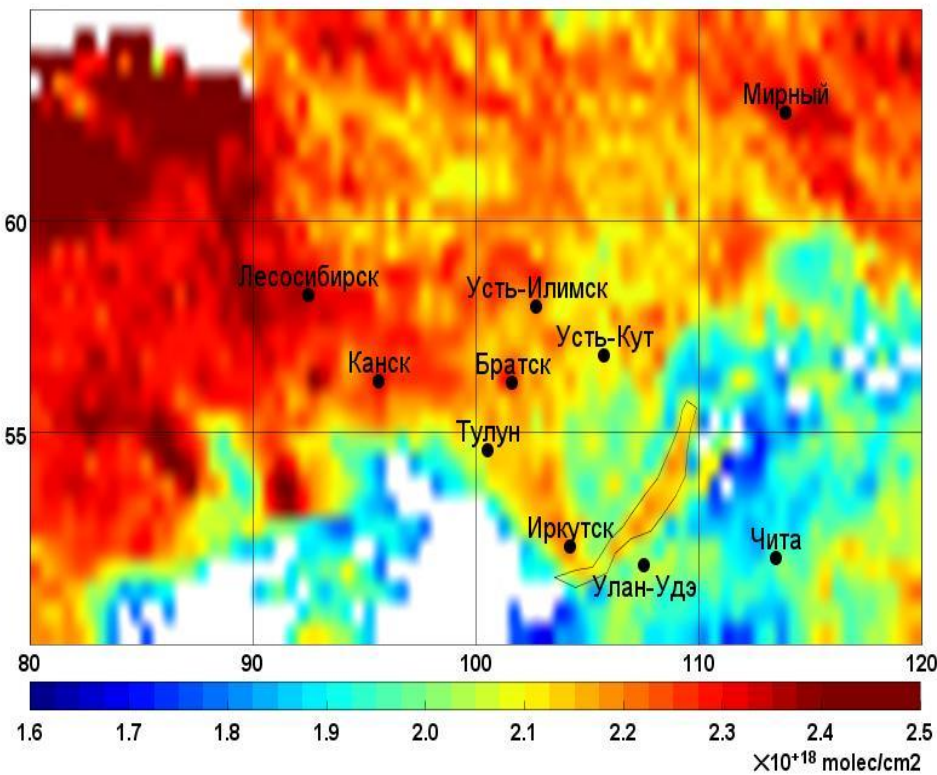 Мирный
60
Лесосибирск
Усть-Илимск
Усть-Кут
Канск
Братск
55
Тулун
Иркутск
Чита
Улан-Удэ
80 90 100 110 120
1.6 1.7 1.8 1.9 2.0 2.1 2.2 2.3 2.4 2.5
×10⁺¹⁸ molec/cm2